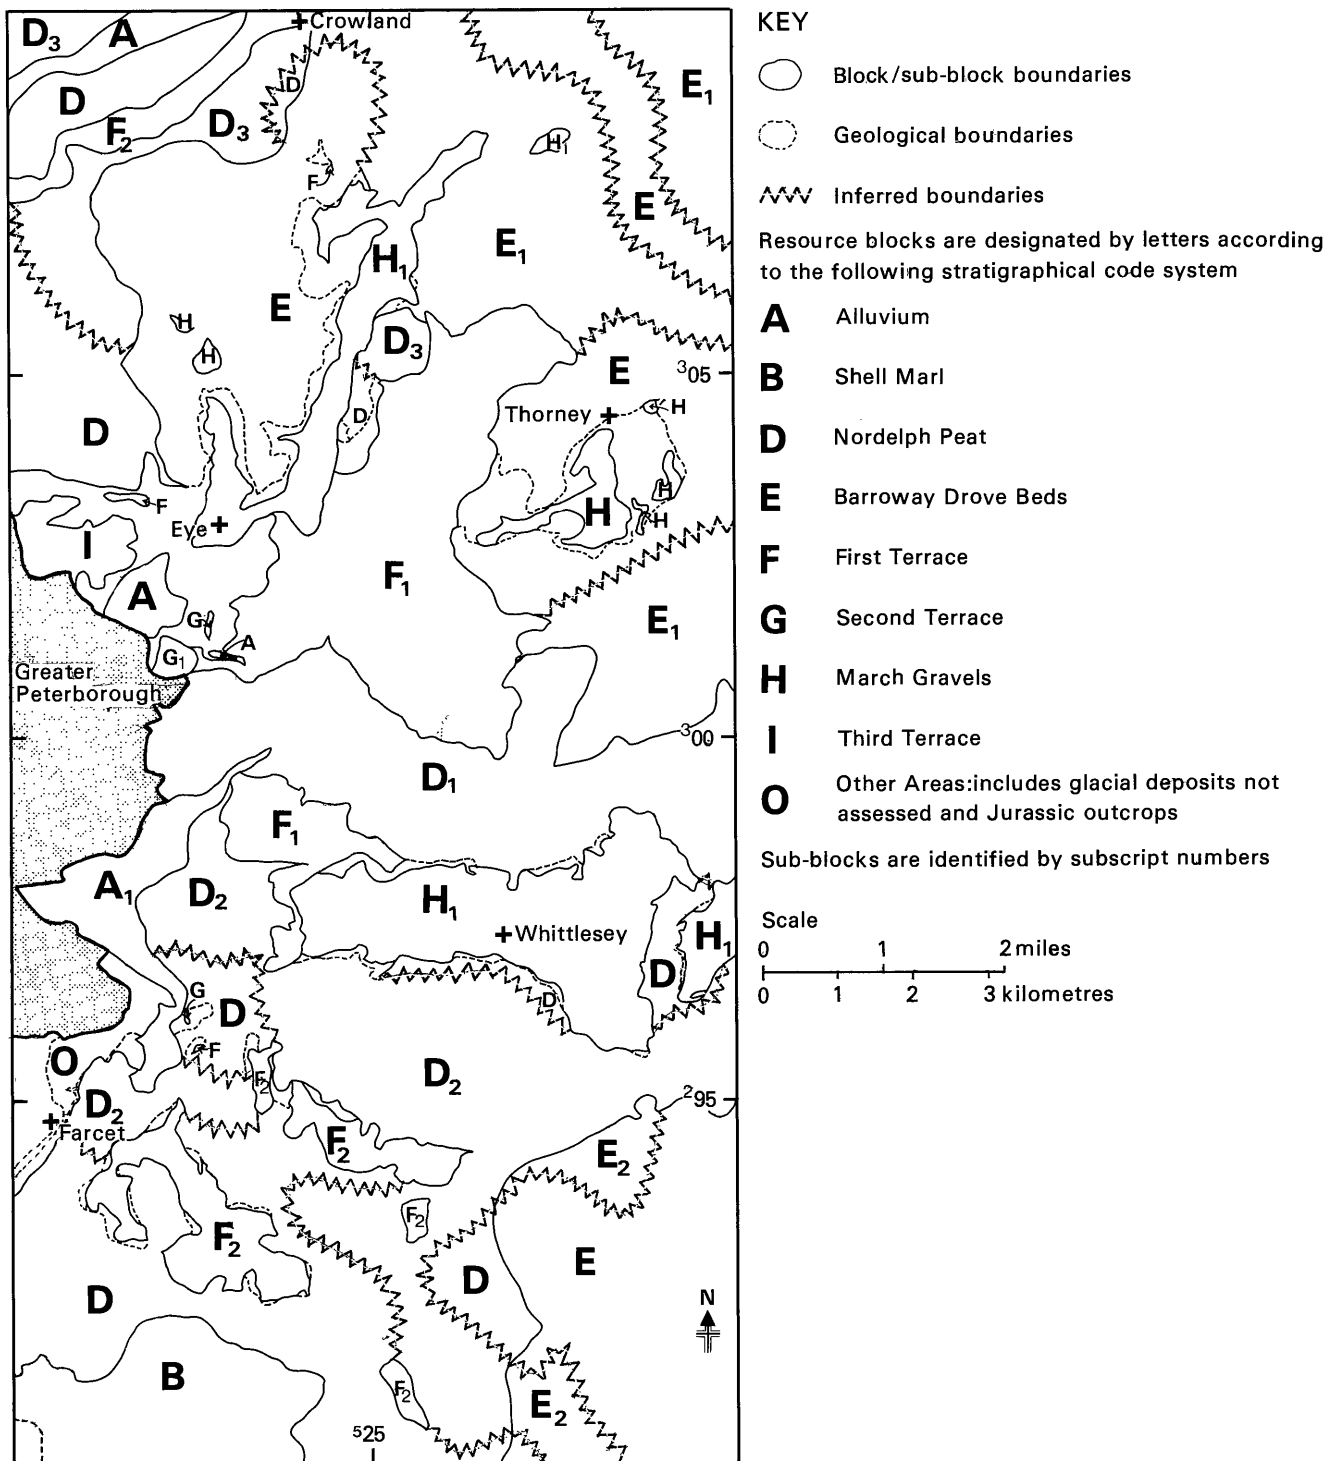 Crowland
D3
A
D
F2
D3
D
E1
F
H1
E
E1
H1
E
H
H
D3
E
305
D
Thorney
H
D
F
Eye
I
H
H
H
A
F1
G
E1
A
G1
Greater
Peterborough
300
D1
F1
A1
D2
H1
Whittlesey
H1
D
G
D
D
O
F
F2
D2
D2
295
Farcet
F2
E2
F2
F2
D
E
D
N
B
F2
E2
525
KEY
Block/sub-block boundaries
Geological boundaries
Inferred boundaries
Resource blocks are designated by letters according
to the following stratigraphical code system
A Alluvium
B Shell Marl
D Nordelph Peat
E Barroway Drove Beds
F First Terrace
G Second Terrace
H March Gravels
I Third Terrace
O Other Areas:includes glacial deposits not
assessed and Jurassic outcrops
Sub-blocks are identified by subscript numbers
Scale
0 1 2 miles
0 1 2 3 kilometres